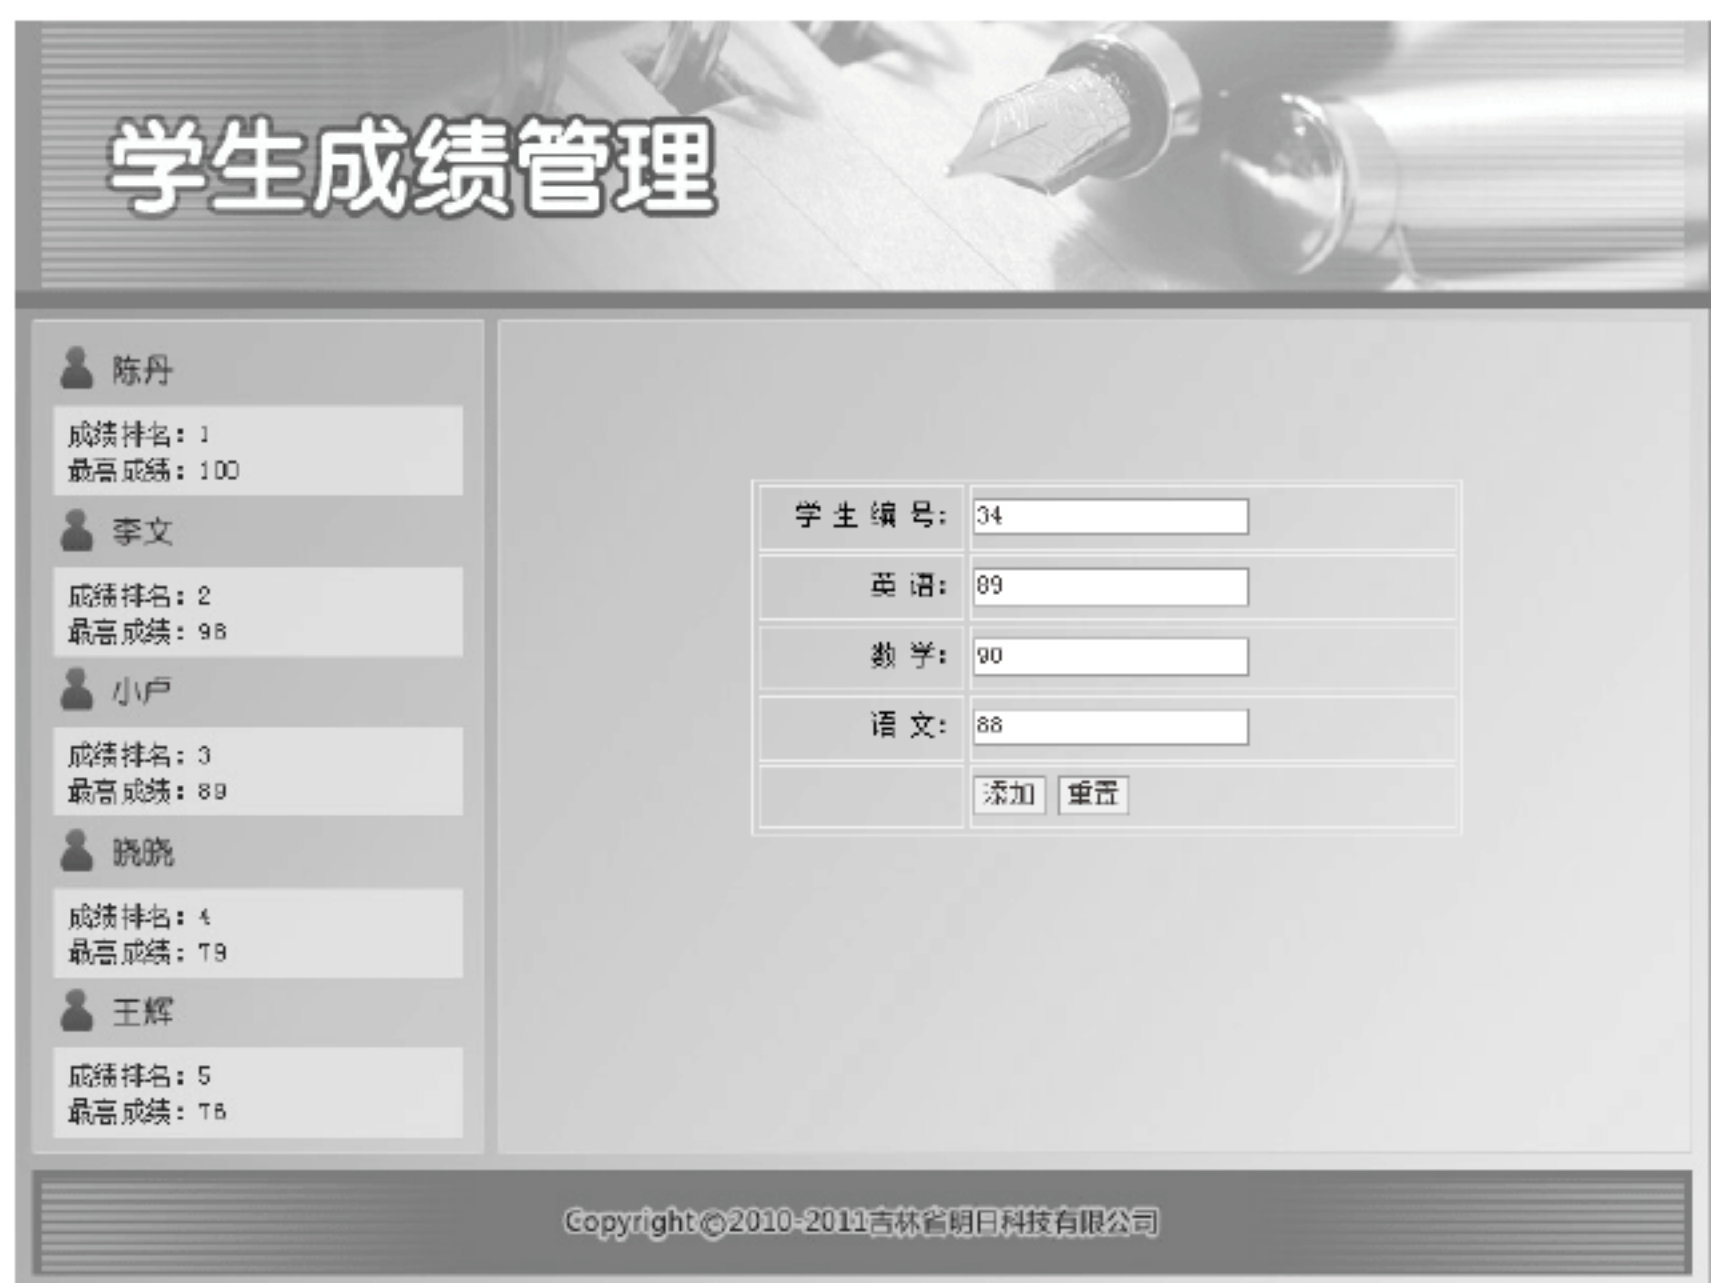 学生成绩管理
陈丹
成绩排名：1
最高成绩：100
李文
成绩排名：2
最高成绩：98
小卢
成绩排名：3
最高成绩：89
晓晓
成绩排名：4
最高成绩：79
王辉
成绩排名：5
最高成绩：76
学 生 编 号： 34
英 语： 89
数 学： 90
语 文： 88
添加 重置
Copyright©2010-2011吉林省明日科技有限公司